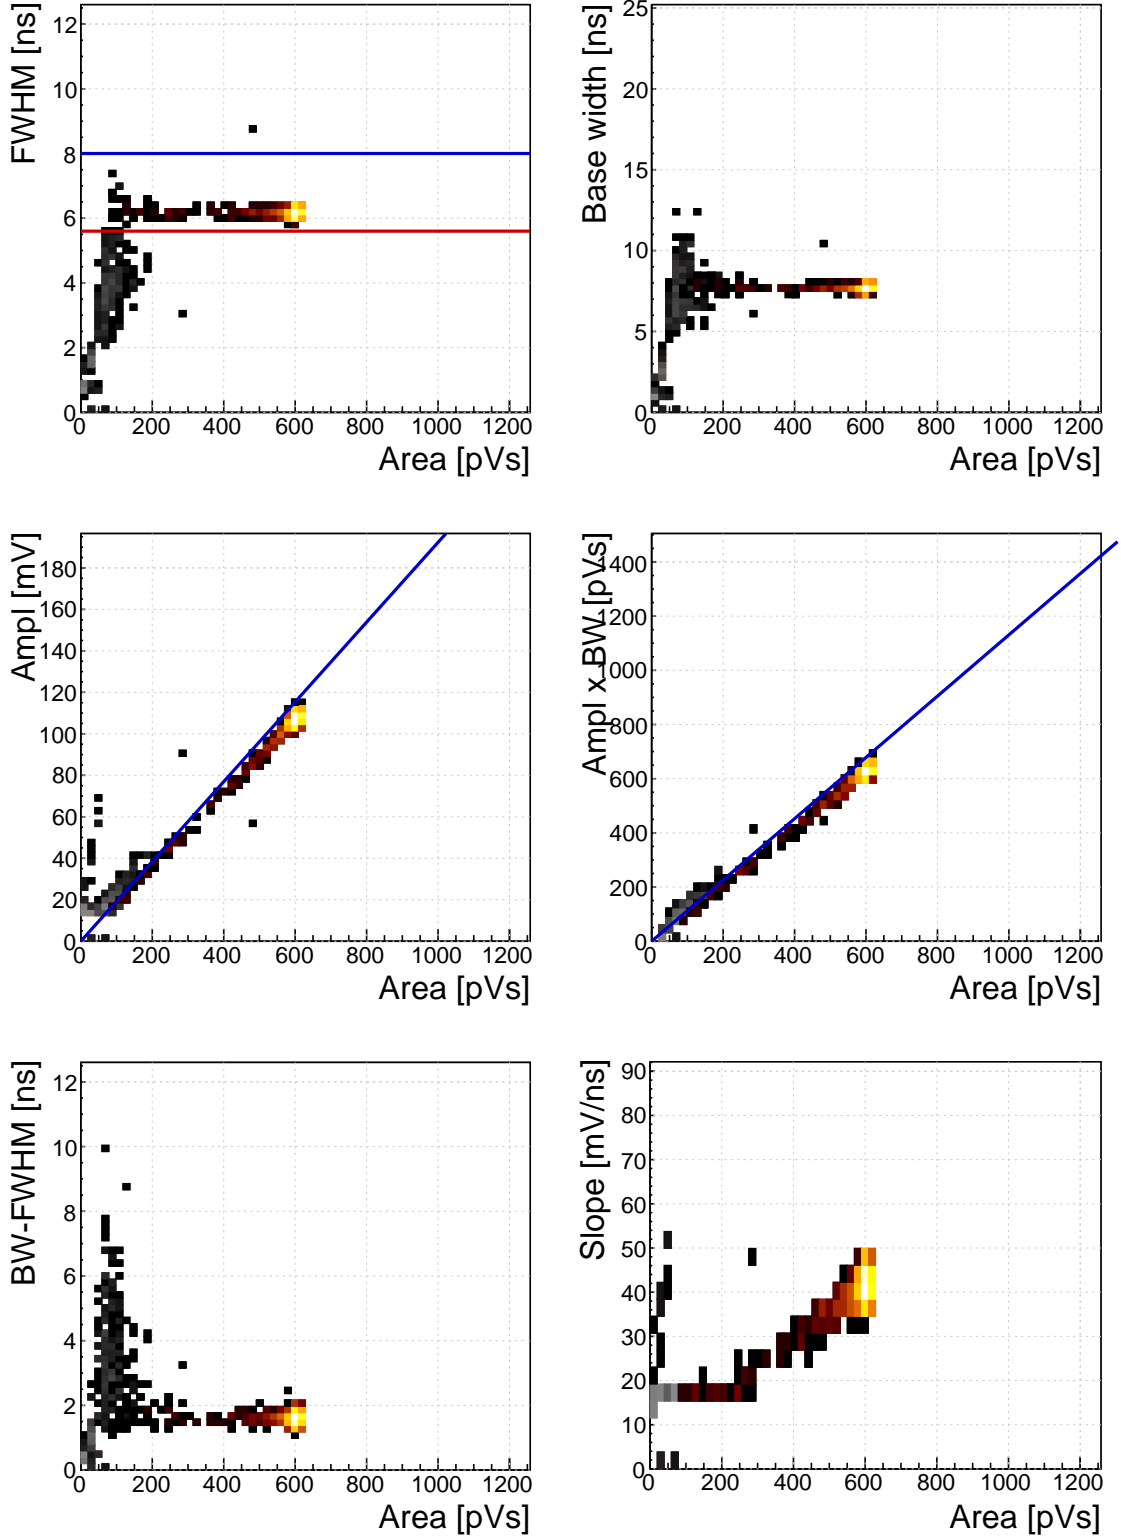 FWHM [ns]
12
10
8
6
4
2
0
0 200 400 600 800 1000 1200
Area [pVs]
Base width [ns]
25
20
15
10
5
0
0 200 400 600 800 1000 1200
Area [pVs]
Ampl [mV]
180
160
140
120
100
80
60
40
20
0
0 200 400 600 800 1000 1200
Area [pVs]
Ampl x BW [pVs]
1400
1200
1000
800
600
400
200
0
0 200 400 600 800 1000 1200
Area [pVs]
BW-FWHM [ns]
12
10
8
6
4
2
0
0 200 400 600 800 1000 1200
Area [pVs]
Slope [mV/ns]
90
80
70
60
50
40
30
20
10
0
0 200 400 600 800 1000 1200
Area [pVs]